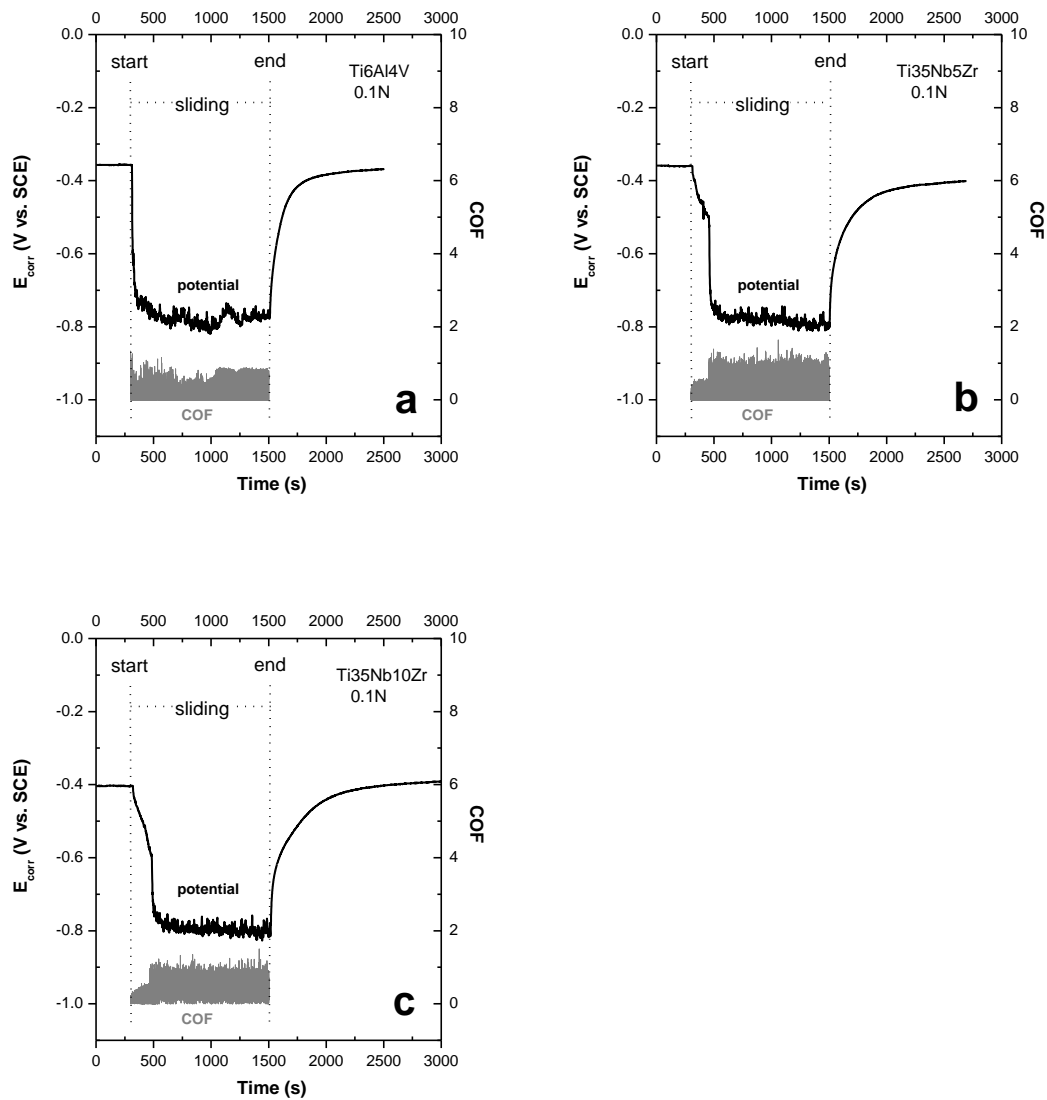 0 500 1000 1500 2000 2500 3000
0.0 10
start end Ti6Al4V
0.1N
-0.2 8
sliding
-0.4 6
E_corr (V vs. SCE) COF
-0.6 4
potential
-0.8 2
-1.0 0
COF a
0 500 1000 1500 2000 2500 3000
Time (s)
0 500 1000 1500 2000 2500 3000
0.0 10
start end Ti35Nb5Zr
0.1N
-0.2 8
sliding
-0.4 6
E_corr (V vs. SCE) COF
-0.6 4
potential
-0.8 2
-1.0 0
COF b
0 500 1000 1500 2000 2500 3000
Time (s)
0 500 1000 1500 2000 2500 3000
0.0 10
start end Ti35Nb10Zr
0.1N
-0.2 8
sliding
-0.4 6
E_corr (V vs. SCE) COF
-0.6 4
potential
-0.8 2
-1.0 0
COF c
0 500 1000 1500 2000 2500 3000
Time (s)